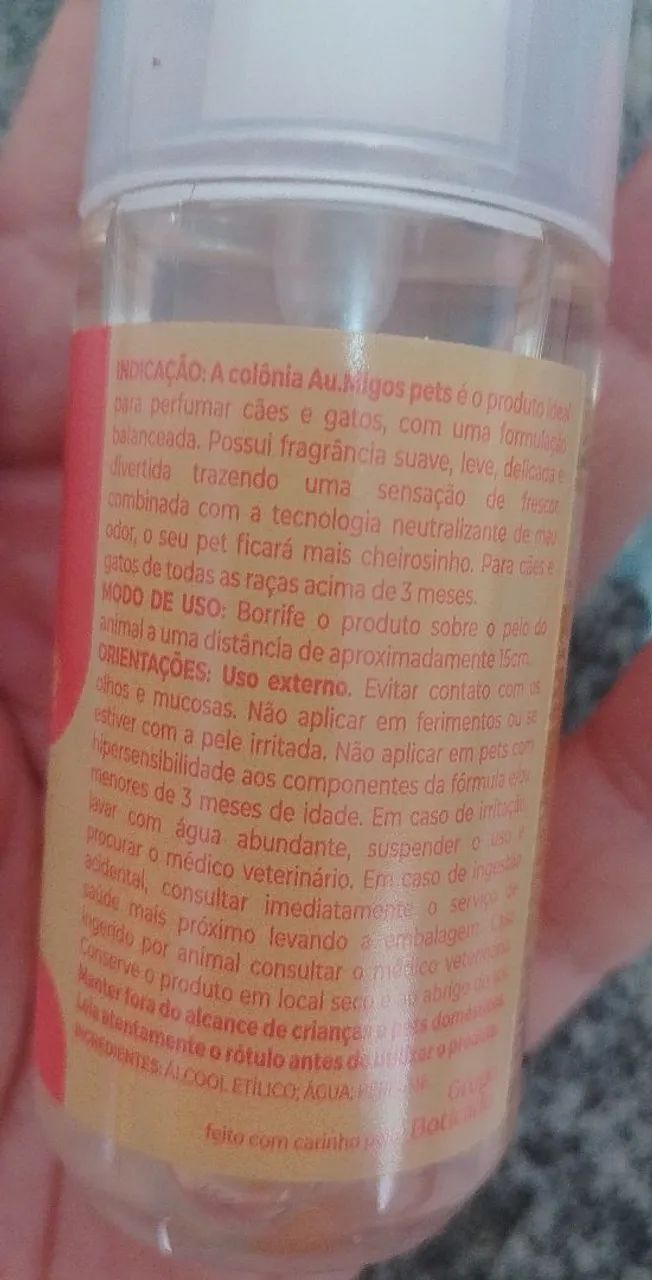 INDICAÇÃO: A colônia Au.Migos pets é o produto ideal
para perfumar cães e gatos, com uma formulação
balanceada. Possui fragrância suave, leve, delicada e
divertida trazendo uma sensação de frescor
combinada com a tecnologia neutralizante de mau
odor, o seu pet ficará mais cheirosinho. Para cães e
gatos de todas as raças acima de 3 meses.
MODO DE USO: Borrife o produto sobre o pelo do
animal a uma distância de aproximadamente 15cm.
ORIENTAÇÕES: Uso externo. Evitar contato com os
olhos e mucosas. Não aplicar em ferimentos ou se
estiver com a pele irritada. Não aplicar em pets com
hipersensibilidade aos componentes da fórmula e/ou
menores de 3 meses de idade. Em caso de irritação
lavar com água abundante, suspender o uso e
procurar o médico veterinário. Em caso de ingestão
acidental, consultar imediatamente o serviço de
saúde mais próximo levando a embalagem. Caso
ingerido por animal consultar o médico veterinário.
Conserve o produto em local seco e ao abrigo do sol.
Manter fora do alcance de crianças e pets domésticos.
Leia atentamente o rótulo antes de utilizar o produto.
INGREDIENTES: ÁLCOOL ETÍLICO; ÁGUA;
feito com carinho pelo Grupo
Boticário